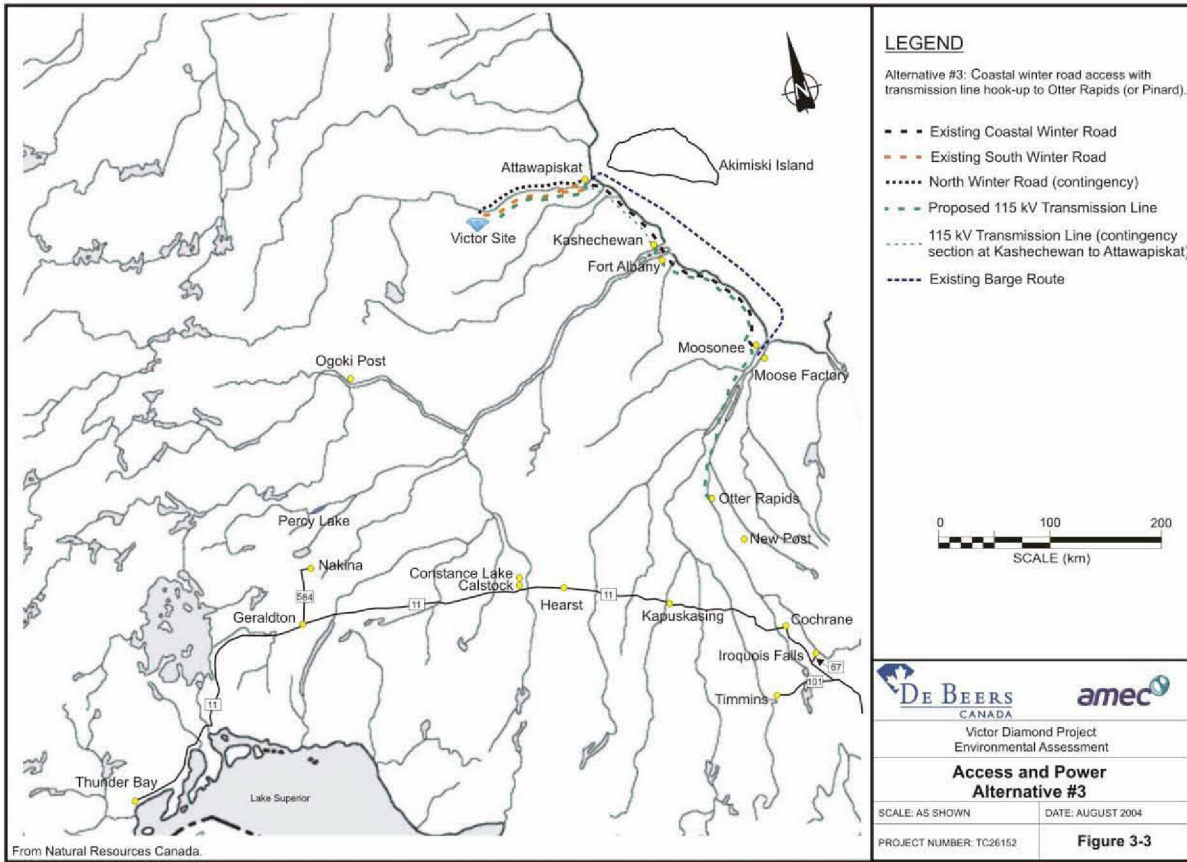 Attawapiskat
Akimiski Island
Victor Site
Kashechewan
Fort Albany
Moosonee
Moose Factory
Ogoki Post
Otter Rapids
New Post
Percy Lake
Nakina
584
Constance Lake
Calstock
Hearst
11
11
Kapuskasing
Geraldton
Cochrane
Iroquois Falls
67
101
Timmins
11
Thunder Bay
Lake Superior
From Natural Resources Canada.
N
LEGEND
Alternative #3: Coastal winter road access with
transmission line hook-up to Otter Rapids (or Pinard).
Existing Coastal Winter Road
Existing South Winter Road
North Winter Road (contingency)
Proposed 115 kV Transmission Line
115 kV Transmission Line (contingency
section at Kashechewan to Attawapiskat)
Existing Barge Route
0 100 200
SCALE (km)
DE BEERS
CANADA
amec
Victor Diamond Project
Environmental Assessment
Access and Power
Alternative #3
SCALE: AS SHOWN
DATE: AUGUST 2004
PROJECT NUMBER: TC26152
Figure 3-3